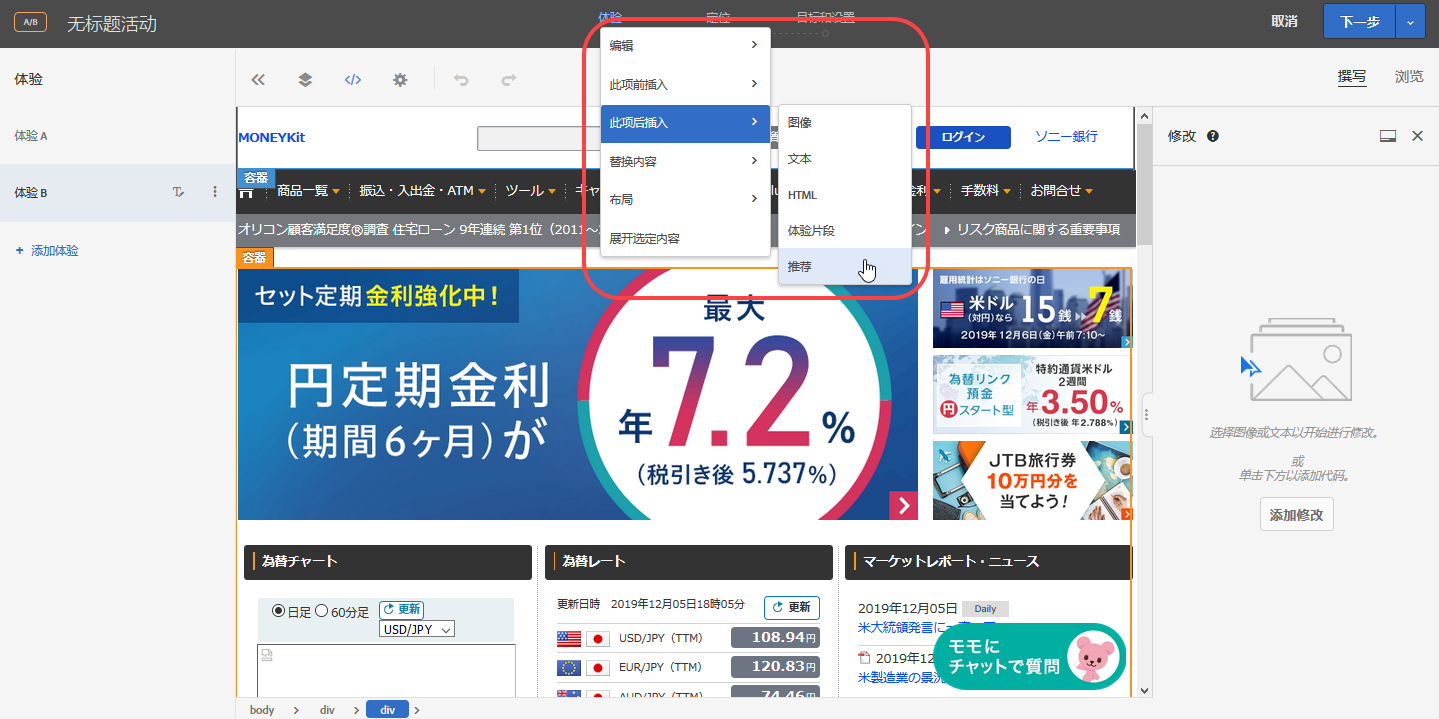 A/B
无标题活动
体验
定位
目标和设置
取消
下一步
体验
撰写
浏览
体验 A
体验 B
+ 添加体验
编辑
此项前插入
此项后插入
替换内容
布局
展开选定内容
图像
文本
HTML
体验片段
推荐
MONEYKit
ログイン
ソニー銀行
容器
商品一覧
振込・入出金・ATM
ツール
手数料
お問合せ
オリコン顧客満足度®調査 住宅ローン 9年連続 第1位（2011～
イン
リスク商品に関する重要事項
容器
セット定期 金利強化中！
円定期金利
（期間6ヶ月）が
最大
年 7.2 %
（税引き後 5.737%）
雇用統計はソニー銀行の日
米ドル
（対円）なら
15銭
7銭
2019年12月6日（金）午前7:10～
為替リンク
預金
円 スタート型
特約通貨米ドル
2週間
年3.50%
（税引き後 年2.788%）
JTB旅行券
10万円分を
当てよう！
為替チャート
日足
60分足
更新
USD/JPY
為替レート
更新日時 2019年12月05日18時05分
更新
USD/JPY（TTM） 108.94円
EUR/JPY（TTM） 120.83円
AUD/JPY（TTM） 74.46円
マーケットレポート・ニュース
2019年12月05日 Daily
米大統領発言に
2019年12
米製造業の景況
モモに
チャットで質問
修改
选择图像或文本以开始进行修改。
或
单击下方以添加代码。
添加修改
body
div
div